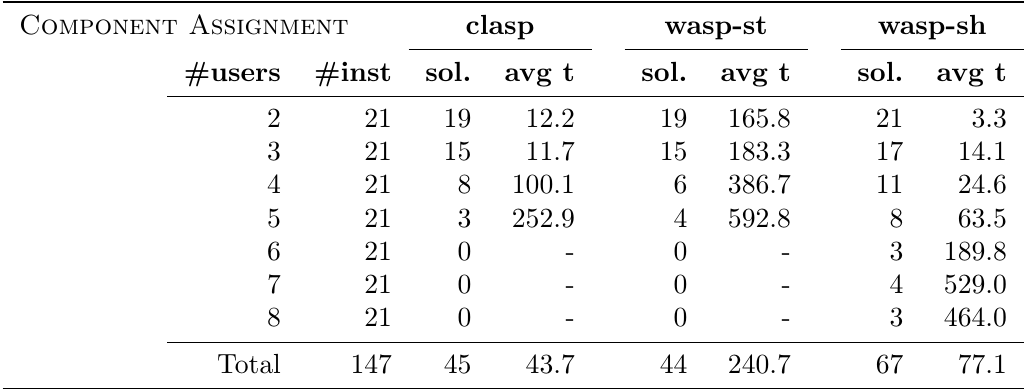 COMPONENT ASSIGNMENT clasp wasp-st wasp-sh
#users #inst sol. avg t sol. avg t sol. avg t
2 21 19 12.2 19 165.8 21 3.3
3 21 15 11.7 15 183.3 17 14.1
4 21 8 100.1 6 386.7 11 24.6
5 21 3 252.9 4 592.8 8 63.5
6 21 0 - 0 - 3 189.8
7 21 0 - 0 - 4 529.0
8 21 0 - 0 - 3 464.0
Total 147 45 43.7 44 240.7 67 77.1